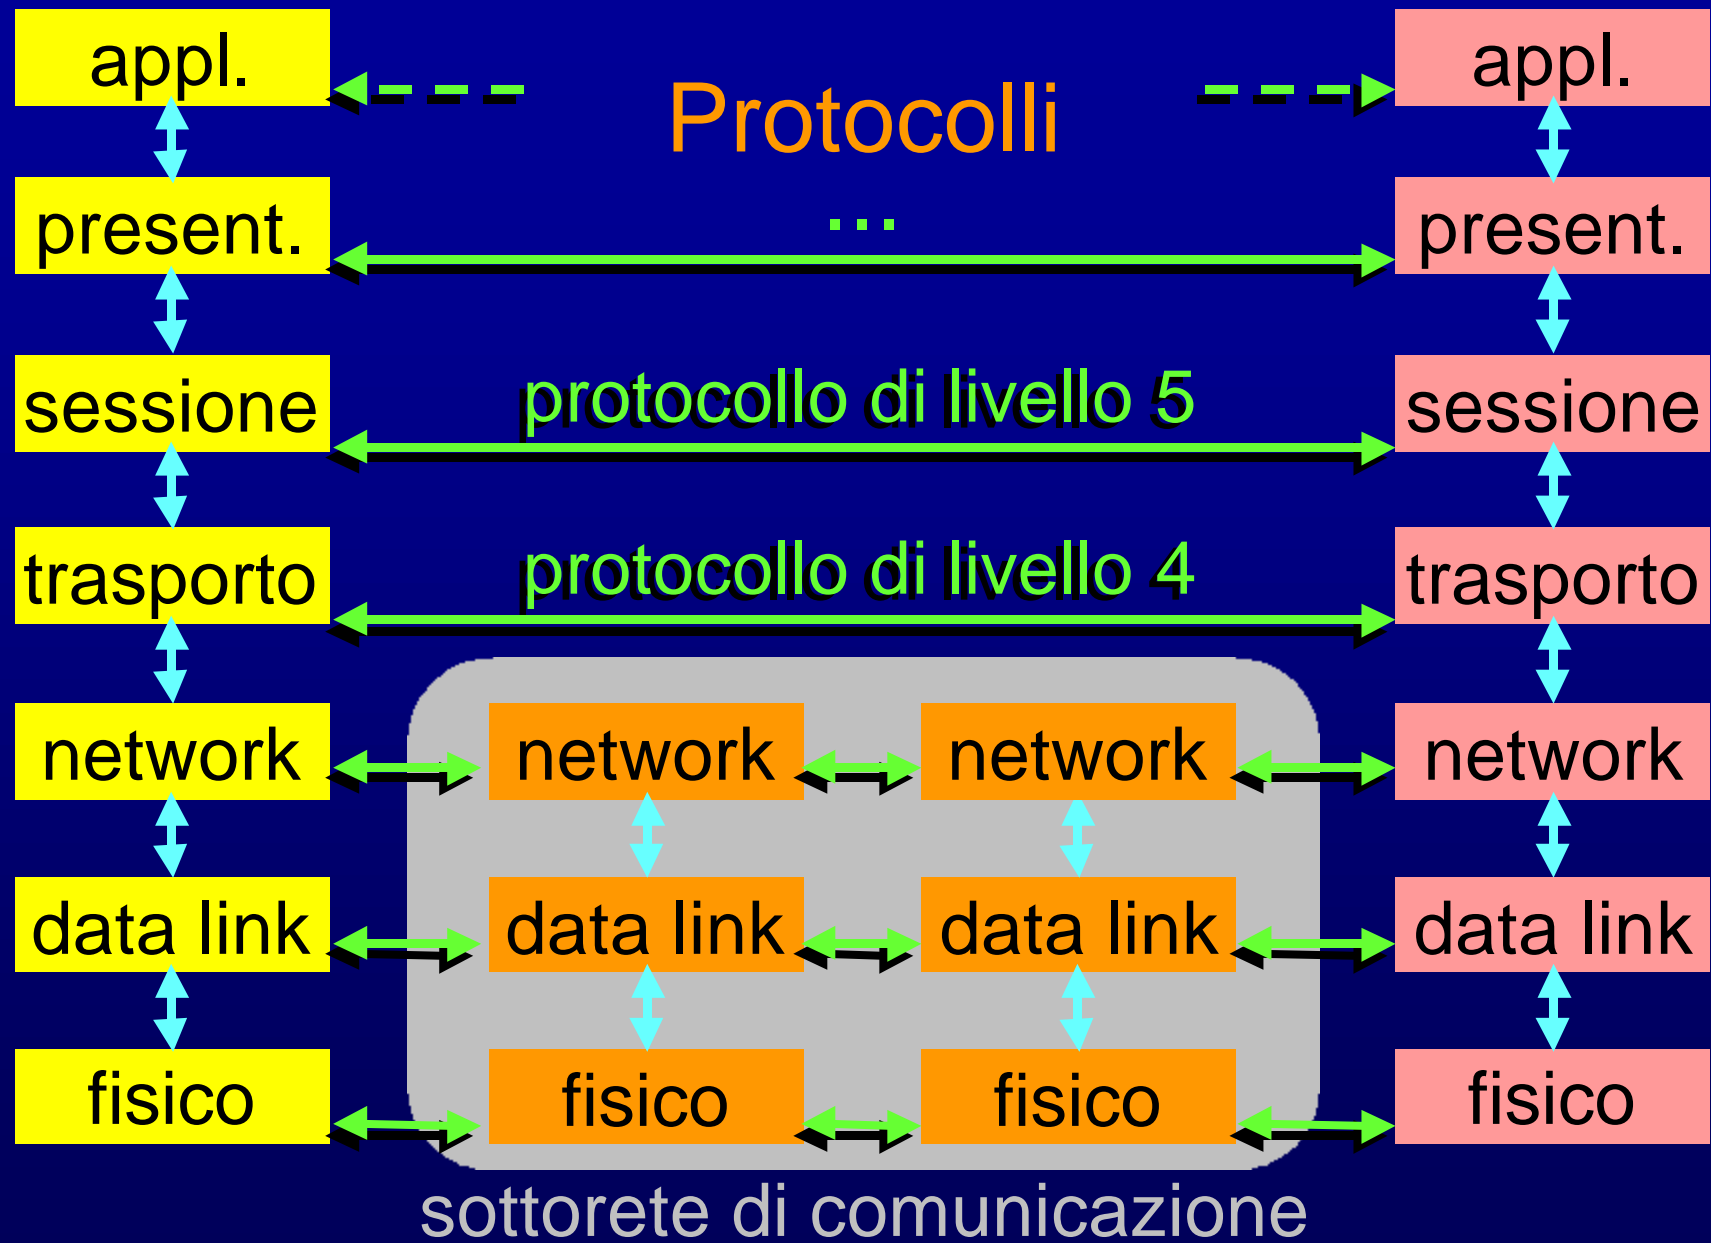 appl.
Protocolli
appl.
present.
...
present.
sessione
protocollo di livello 5
sessione
trasporto
protocollo di livello 4
trasporto
network
network
network
network
data link
data link
data link
data link
fisico
fisico
fisico
fisico
sottorete di comunicazione